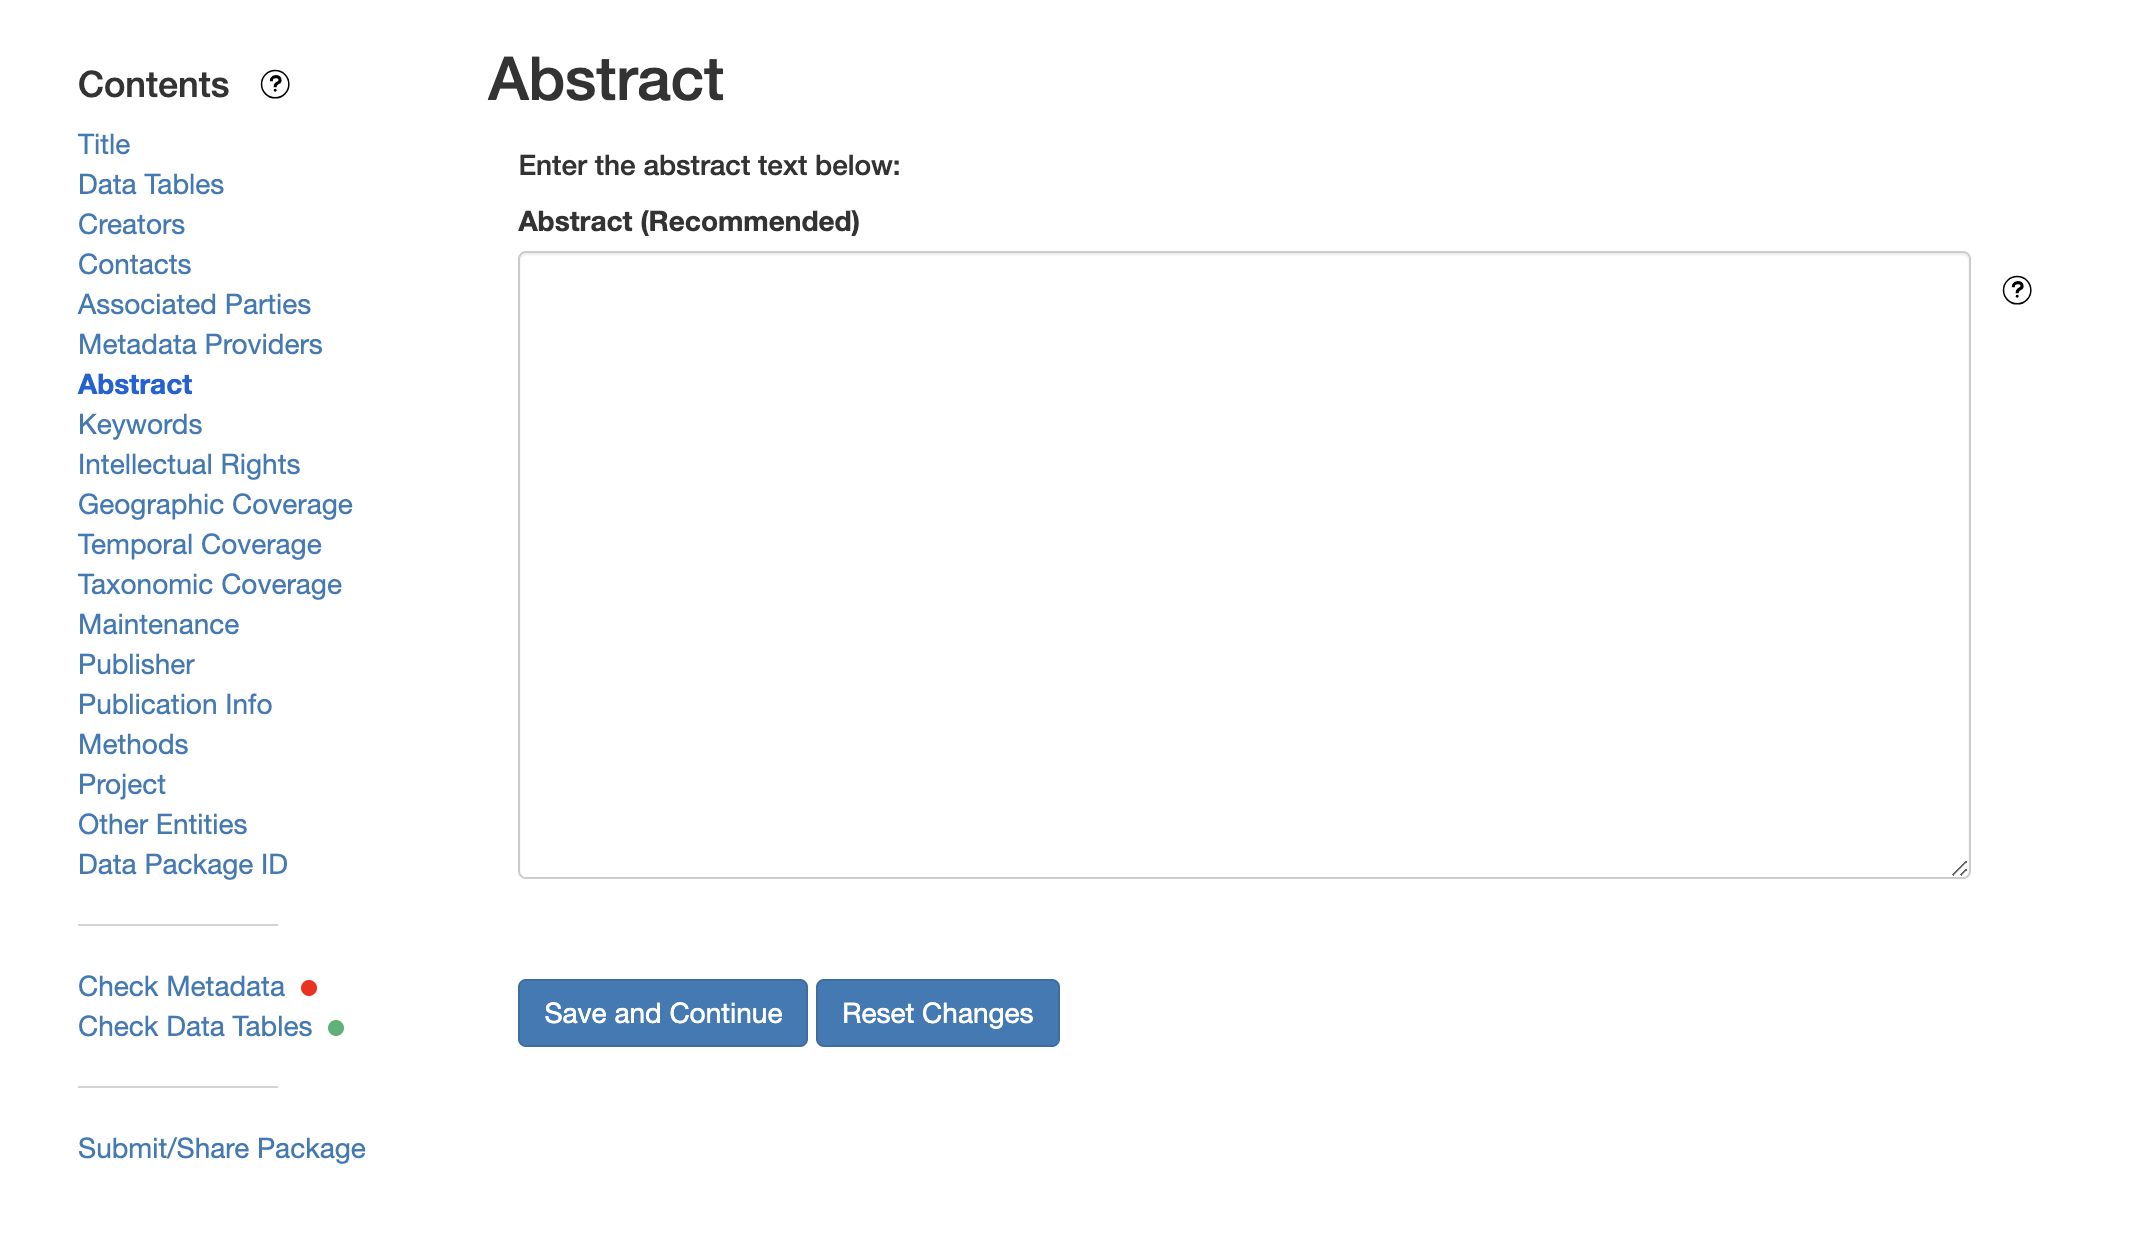 Contents ?
Title
Data Tables
Creators
Contacts
Associated Parties
Metadata Providers
Abstract
Keywords
Intellectual Rights
Geographic Coverage
Temporal Coverage
Taxonomic Coverage
Maintenance
Publisher
Publication Info
Methods
Project
Other Entities
Data Package ID
Check Metadata
Check Data Tables
Submit/Share Package
Abstract
Enter the abstract text below:
Abstract (Recommended)
?
Save and Continue
Reset Changes